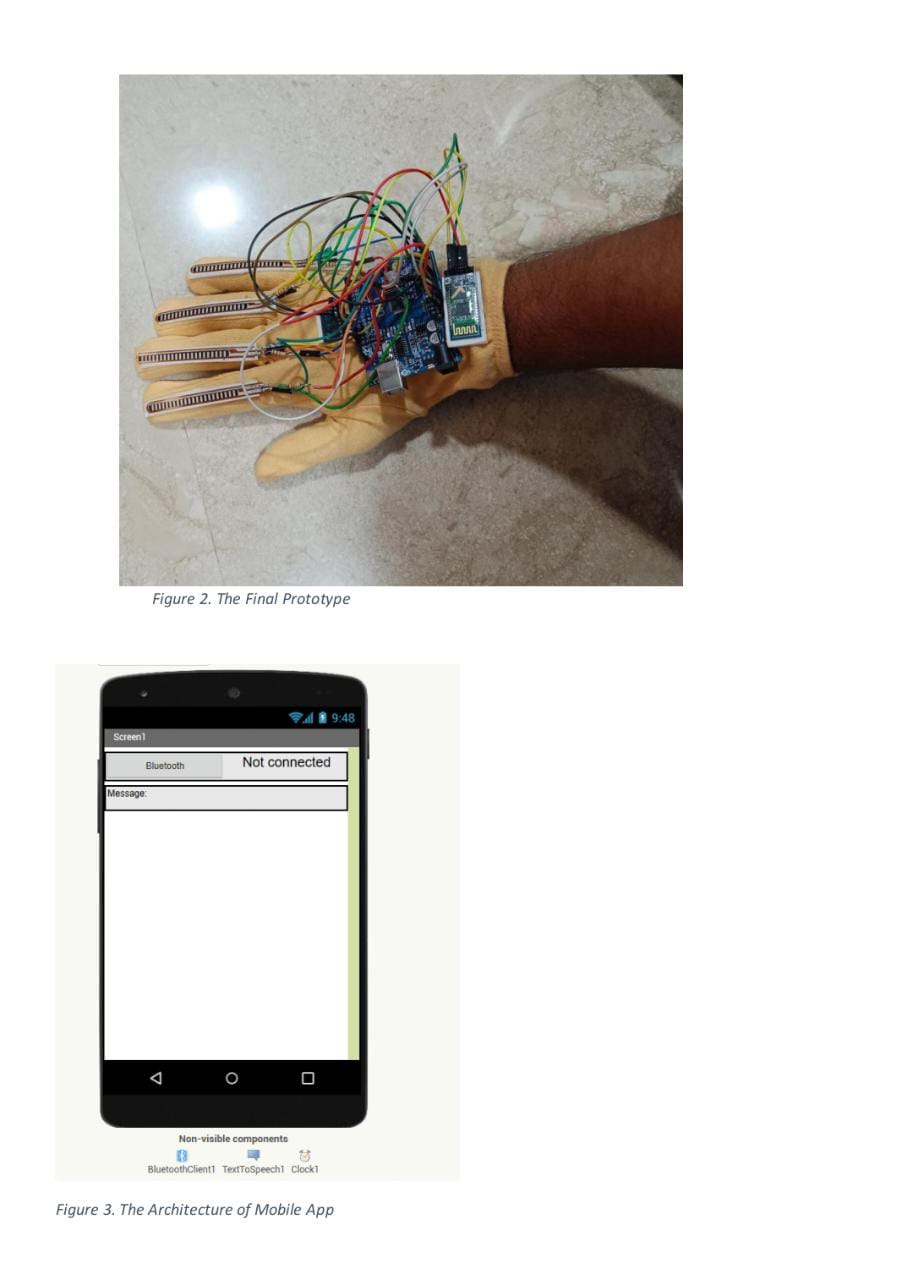 Figure 2. The Final Prototype
9:48
Screen1
Bluetooth
Not connected
Message:
Non-visible components
BluetoothClient1 TextToSpeech1 Clock1
Figure 3. The Architecture of Mobile App